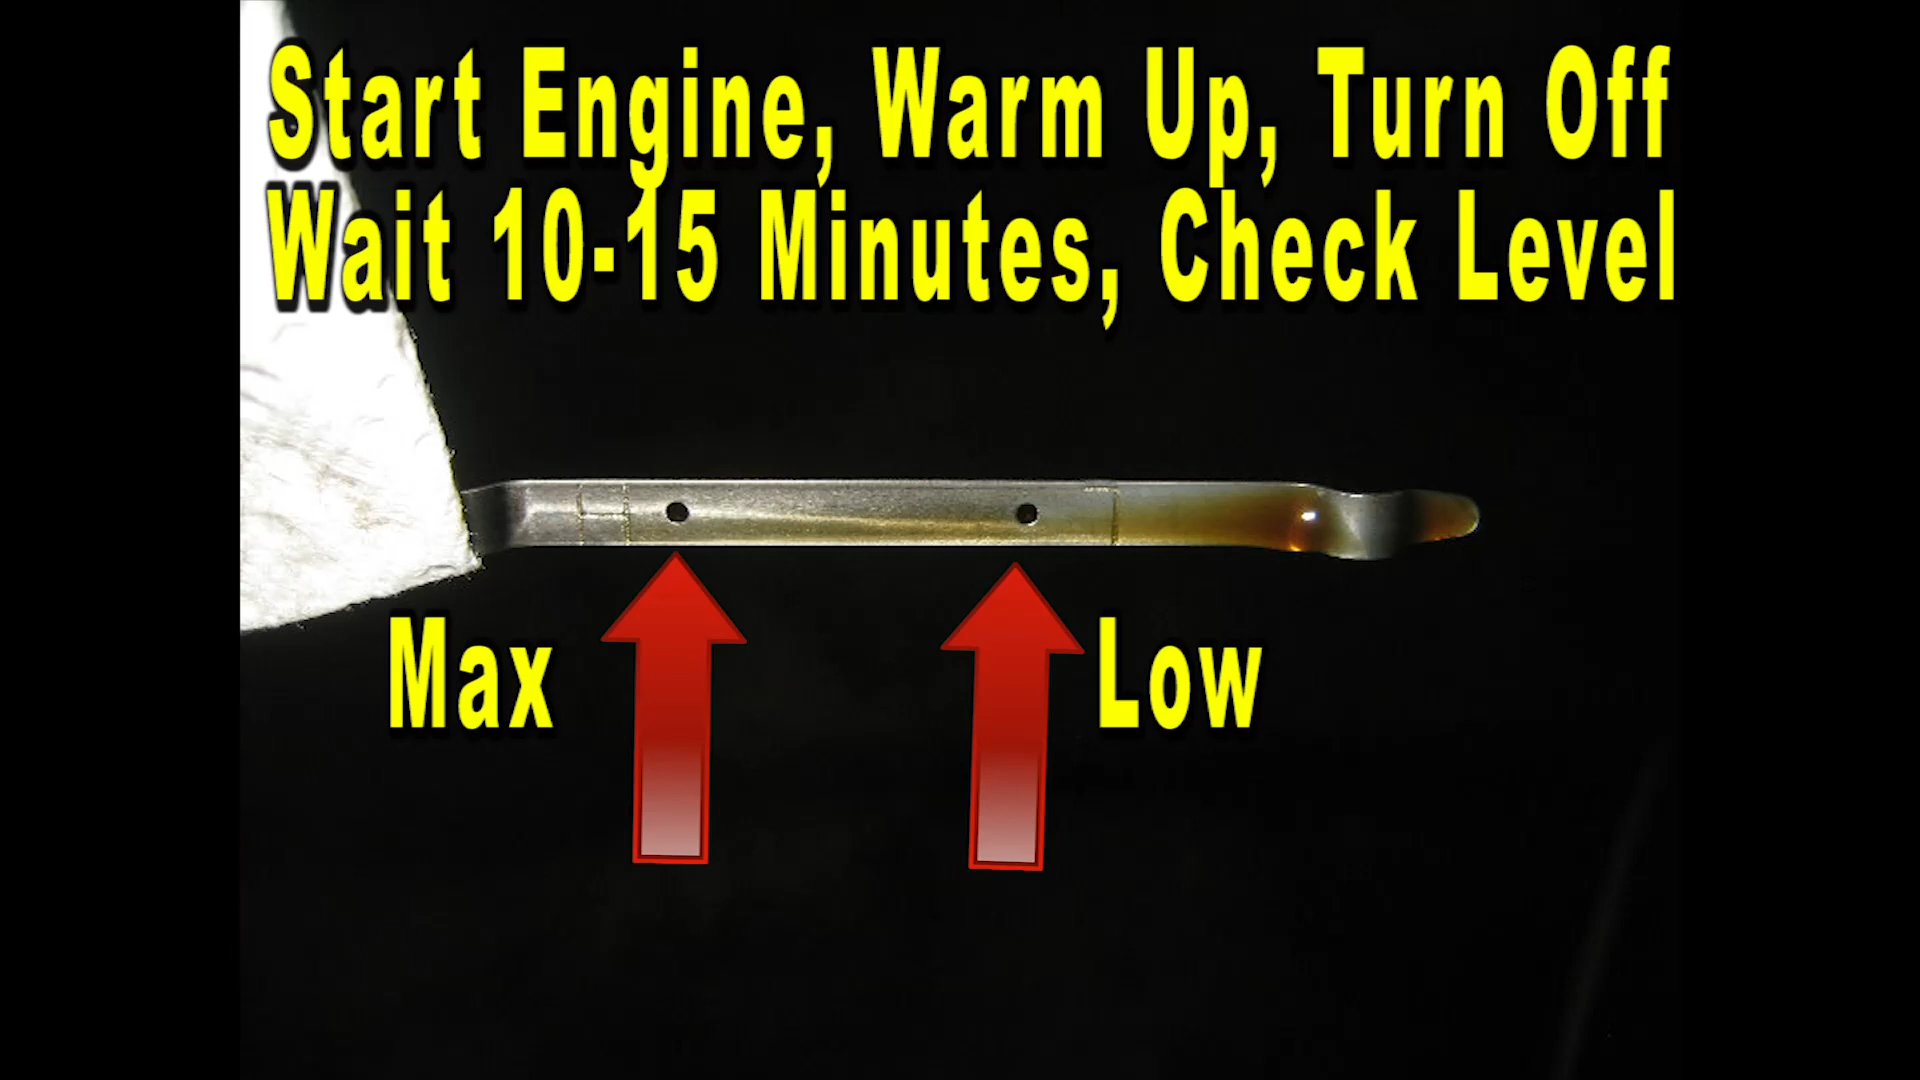 Start Engine, Warm Up, Turn Off
Wait 10-15 Minutes, Check Level
Max
Low